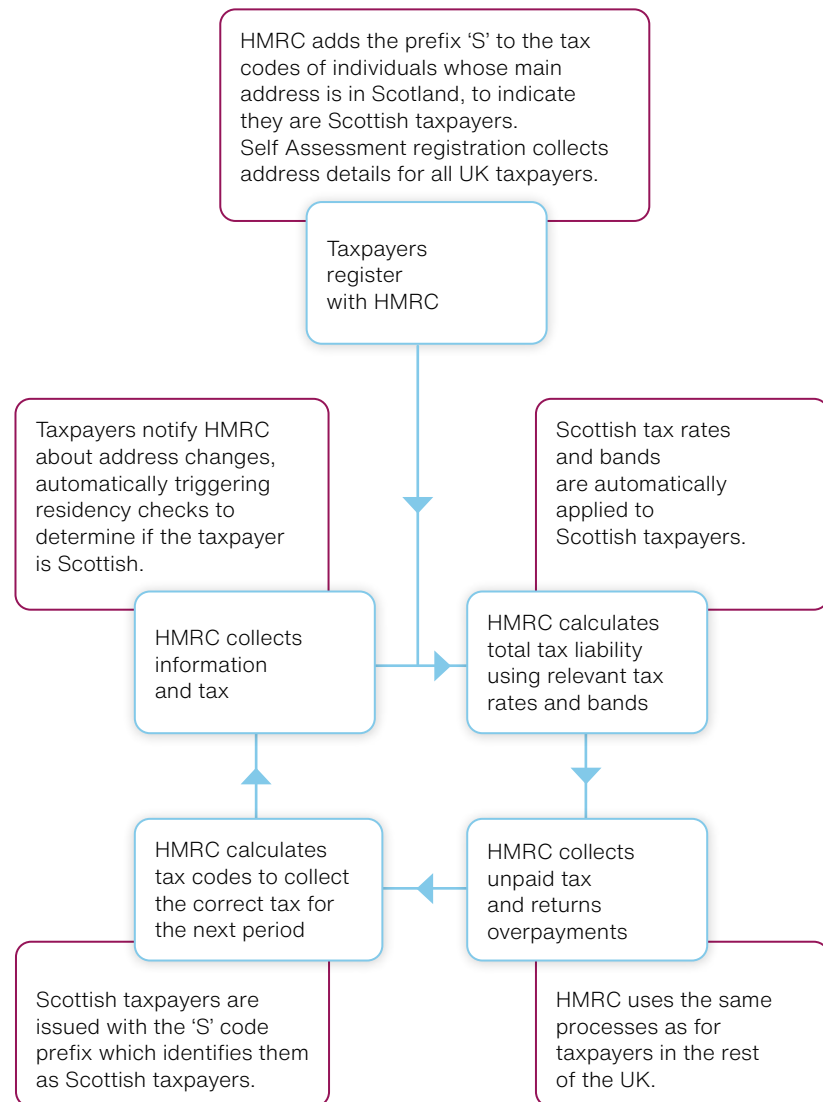 HMRC adds the prefix ‘S’ to the tax
codes of individuals whose main
address is in Scotland, to indicate
they are Scottish taxpayers.
Self Assessment registration collects
address details for all UK taxpayers.
Taxpayers
register
with HMRC
Taxpayers notify HMRC
about address changes,
automatically triggering
residency checks to
determine if the taxpayer
is Scottish.
Scottish tax rates
and bands
are automatically
applied to
Scottish taxpayers.
HMRC collects
information
and tax
HMRC calculates
total tax liability
using relevant tax
rates and bands
HMRC calculates
tax codes to collect
the correct tax for
the next period
HMRC collects
unpaid tax
and returns
overpayments
Scottish taxpayers are
issued with the ‘S’ code
prefix which identifies them
as Scottish taxpayers.
HMRC uses the same
processes as for
taxpayers in the rest
of the UK.